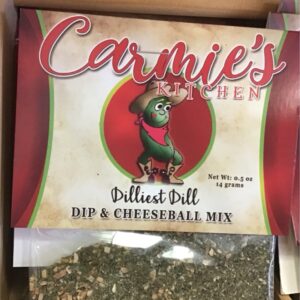 Carmie's
KITCHEN
Net Wt: 0.5 oz
14 grams
Dilliest Dill
DIP & CHEESEBALL MIX